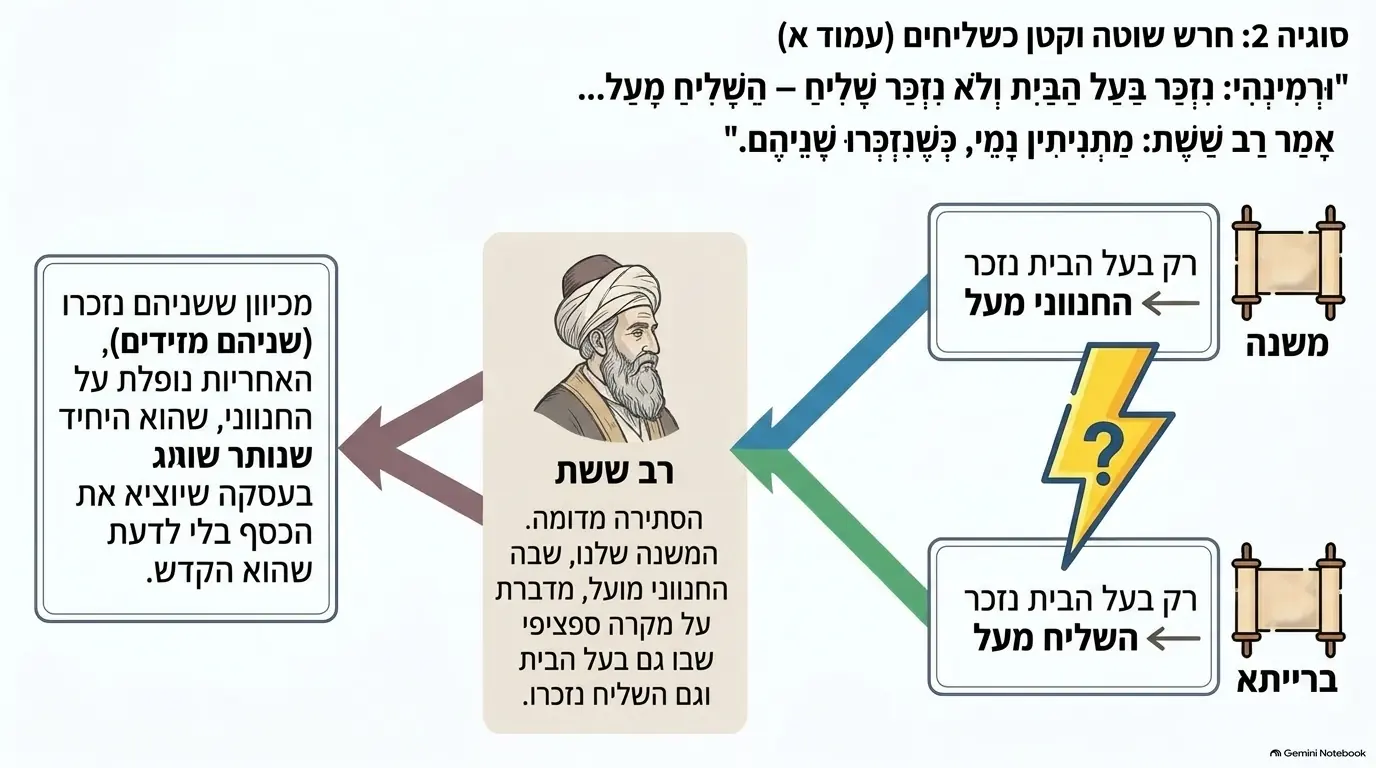 סוגיה 2: חרש שוטה וקטן כשליחים (עמוד א)
"וּרְמִינְהִי: נִזְכַּר בַּעַל הַבַּיִת וְלֹא נִזְכַּר שָׁלִיחַ – הַשָּׁלִיחַ מָעַל...
אָמַר רַב שֵׁשֶׁת: מַתְנִיתִין נָמֵי, כְּשֶׁנִּזְכְּרוּ שְׁנֵיהֶם."
רק בעל הבית נזכר
החנווני מעל
משנה
?
רק בעל הבית נזכר
השליח מעל
ברייתא
רב ששת
הסתירה מדומה.
המשנה שלנו, שבה
החנווני מועל, מדברת
על מקרה ספציפי
שבו גם בעל הבית
וגם השליח נזכרו.
מכיוון ששניהם נזכרו
(שניהם מזידים),
האחריות נופלת על
החנווני, שהוא היחיד
שנותר שוגג
בעסקה שיוציא את
הכסף בלי לדעת
שהוא הקדש.
Gemini Notebook